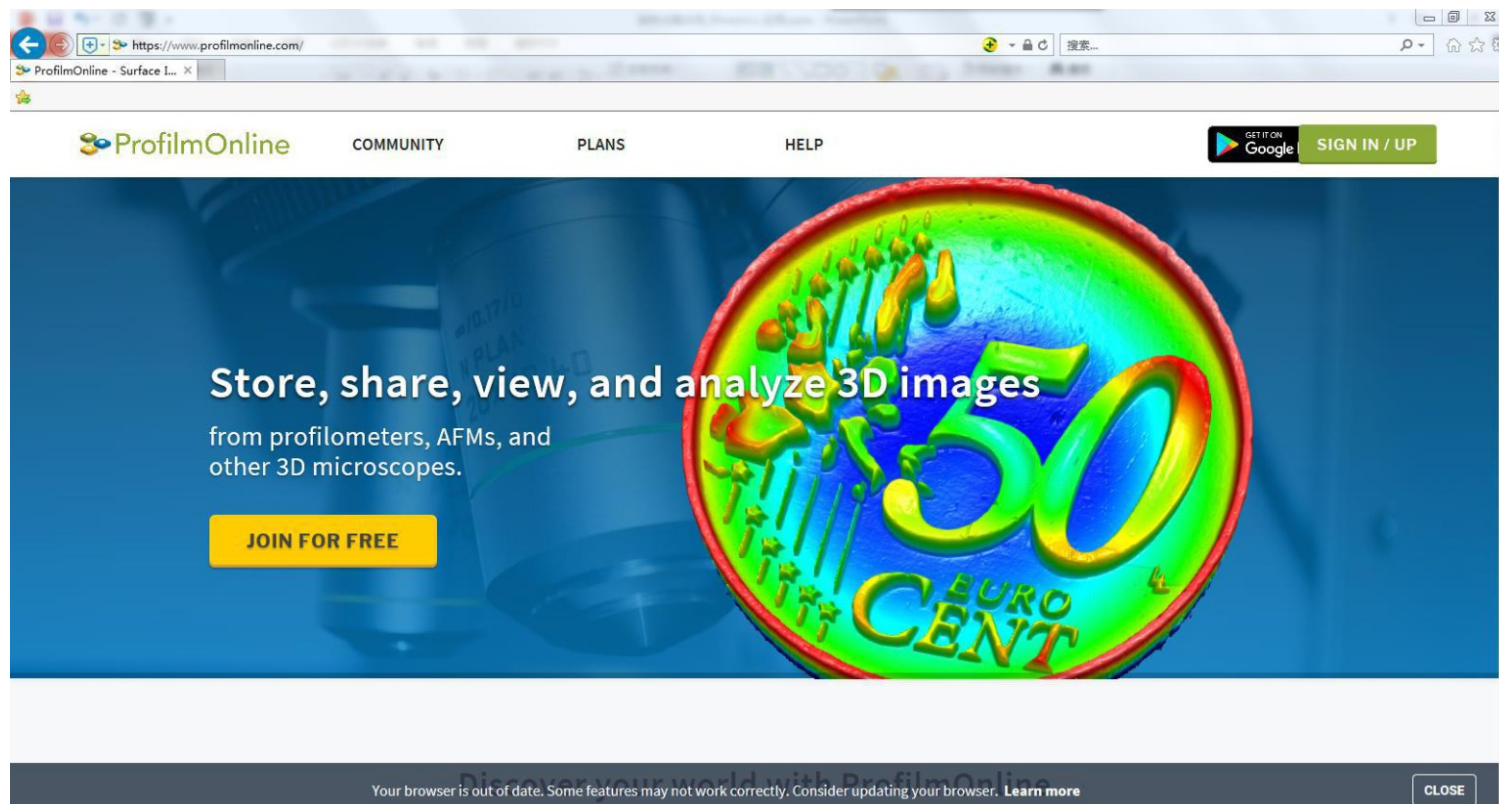 https://www.profilmonline.com/
搜索...
ProfilmOnline - Surface I...
ProfilmOnline
COMMUNITY
PLANS
HELP
GET IT ON
Google
SIGN IN / UP
Store, share, view, and analyze 3D images
from profilometers, AFMs, and
other 3D microscopes.
JOIN FOR FREE
50
EURO
CENT
Discover your world with ProfilmOnline
Your browser is out of date. Some features may not work correctly. Consider updating your browser. Learn more
CLOSE